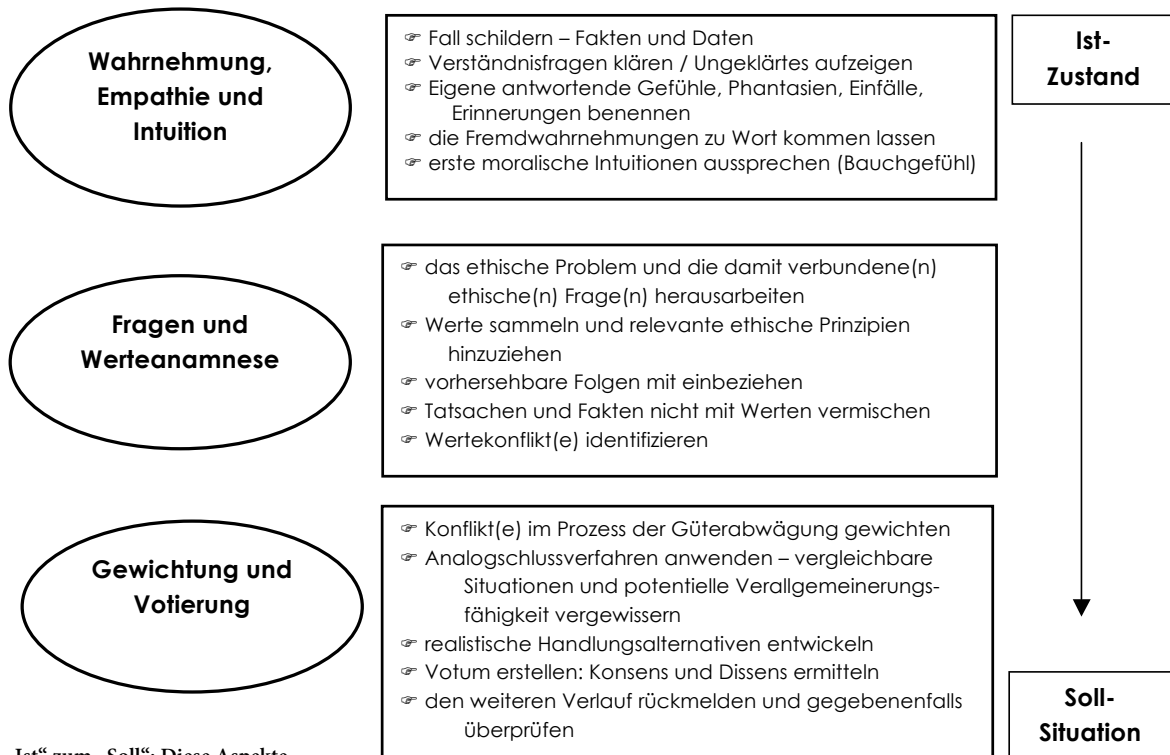 Wahrnehmung,
Empathie und
Intuition
☞ Fall schildern – Fakten und Daten
☞ Verständnisfragen klären / Ungeklärtes aufzeigen
☞ Eigene antwortende Gefühle, Phantasien, Einfälle,
Erinnerungen benennen
☞ die Fremdwahrnehmungen zu Wort kommen lassen
☞ erste moralische Intuitionen aussprechen (Bauchgefühl)
Ist-
Zustand
Fragen und
Werteanamnese
☞ das ethische Problem und die damit verbundene(n)
ethische(n) Frage(n) herausarbeiten
☞ Werte sammeln und relevante ethische Prinzipien
hinzuziehen
☞ vorhersehbare Folgen mit einbeziehen
☞ Tatsachen und Fakten nicht mit Werten vermischen
☞ Wertekonflikt(e) identifizieren
Gewichtung und
Votierung
☞ Konflikt(e) im Prozess der Güterabwägung gewichten
☞ Analogschlussverfahren anwenden – vergleichbare
Situationen und potentielle Verallgemeinerungs-
fähigkeit vergewissern
☞ realistische Handlungsalternativen entwickeln
☞ Votum erstellen: Konsens und Dissens ermitteln
☞ den weiteren Verlauf rückmelden und gegebenenfalls
überprüfen
Soll-
Situation
Ist“ zum „Soll“: Diese Aspekte